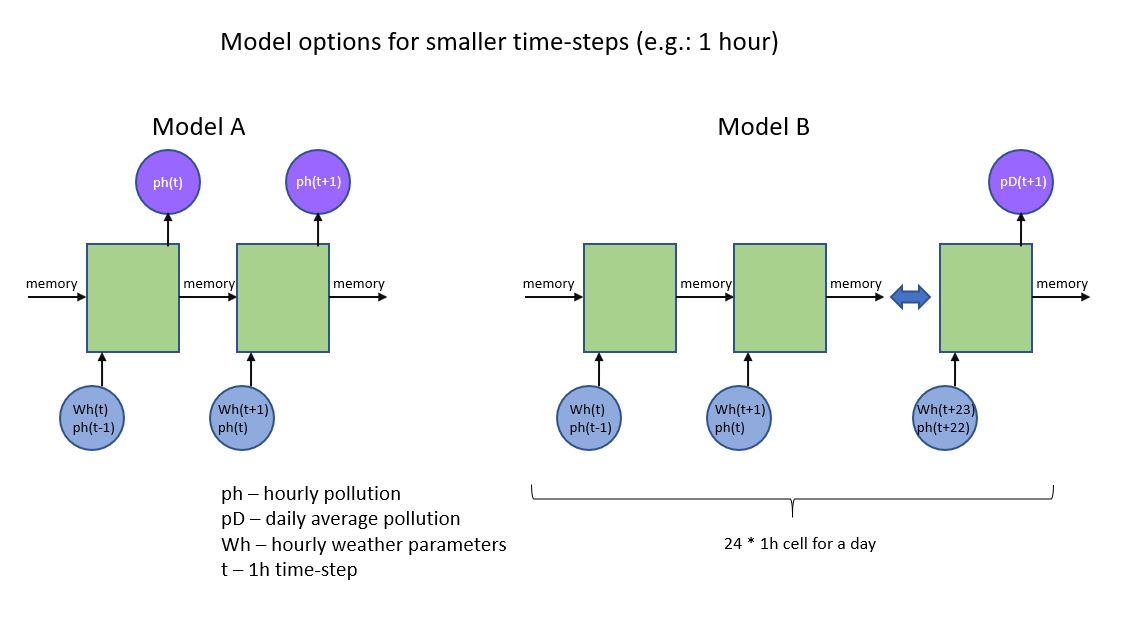 Model options for smaller time-steps (e.g.: 1 hour)
Model A
ph(t)
ph(t+1)
memory
memory
memory
Wh(t)
ph(t-1)
Wh(t+1)
ph(t)
Model B
pD(t+1)
memory
memory
memory
memory
Wh(t)
ph(t-1)
Wh(t+1)
ph(t)
Wh(t+23)
ph(t+22)
24 * 1h cell for a day
ph – hourly pollution
pD – daily average pollution
Wh – hourly weather parameters
t – 1h time-step